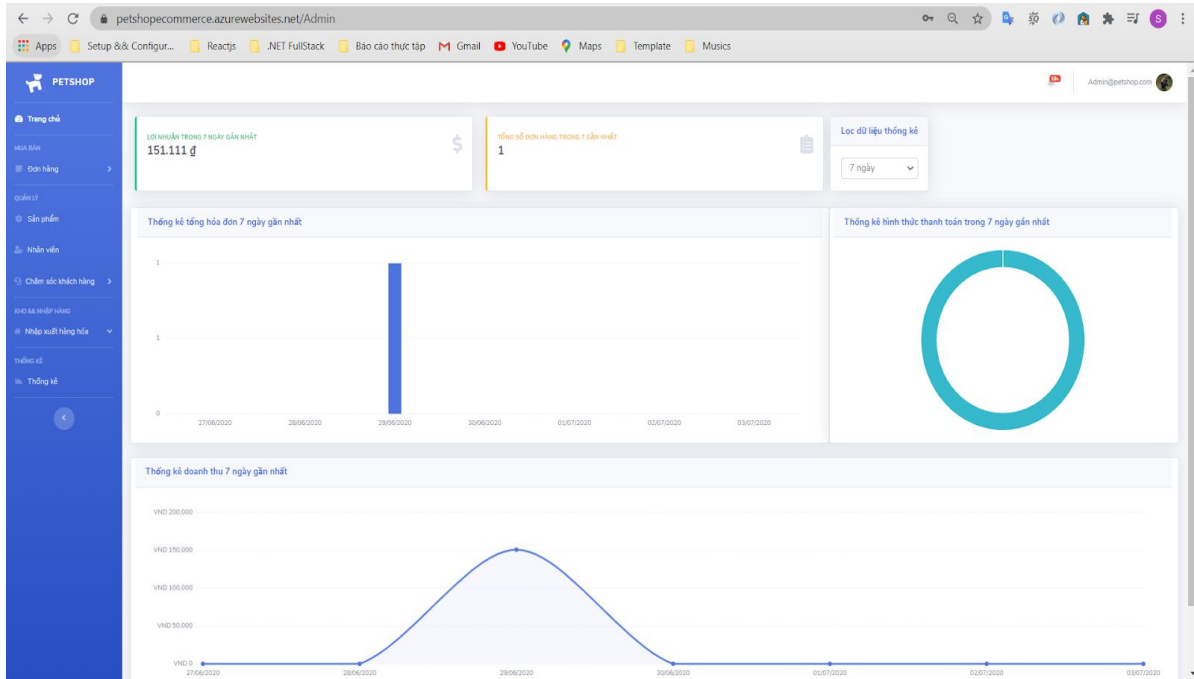 petshopecommerce.azurewebsites.net/Admin
Apps
Setup && Configur...
Reactjs
.NET FullStack
Báo cáo thực tập
Gmail
YouTube
Maps
Template
Musics
S
PETSHOP
Admin@petshop.com
Trang chủ
MUA BÁN
Đơn hàng
QUẢN LÝ
Sản phẩm
Nhân viên
Chăm sóc khách hàng
KHO && NHẬP HÀNG
Nhập xuất hàng hóa
THỐNG KÊ
Thống kê
LỢI NHUẬN TRONG 7 NGÀY GẦN NHẤT
151.111 ₫
TỔNG SỐ ĐƠN HÀNG TRONG 7 GẦN NHẤT
1
Lọc dữ liệu thống kê
7 ngày
Thống kê tổng hóa đơn 7 ngày gần nhất
1
1
0
27/06/2020 28/06/2020 29/06/2020 30/06/2020 01/07/2020 02/07/2020 03/07/2020
Thống kê hình thức thanh toán trong 7 ngày gần nhất
Thống kê doanh thu 7 ngày gần nhất
VND 200,000
VND 150,000
VND 100,000
VND 50,000
VND 0
27/06/2020 28/06/2020 29/06/2020 30/06/2020 01/07/2020 02/07/2020 03/07/2020